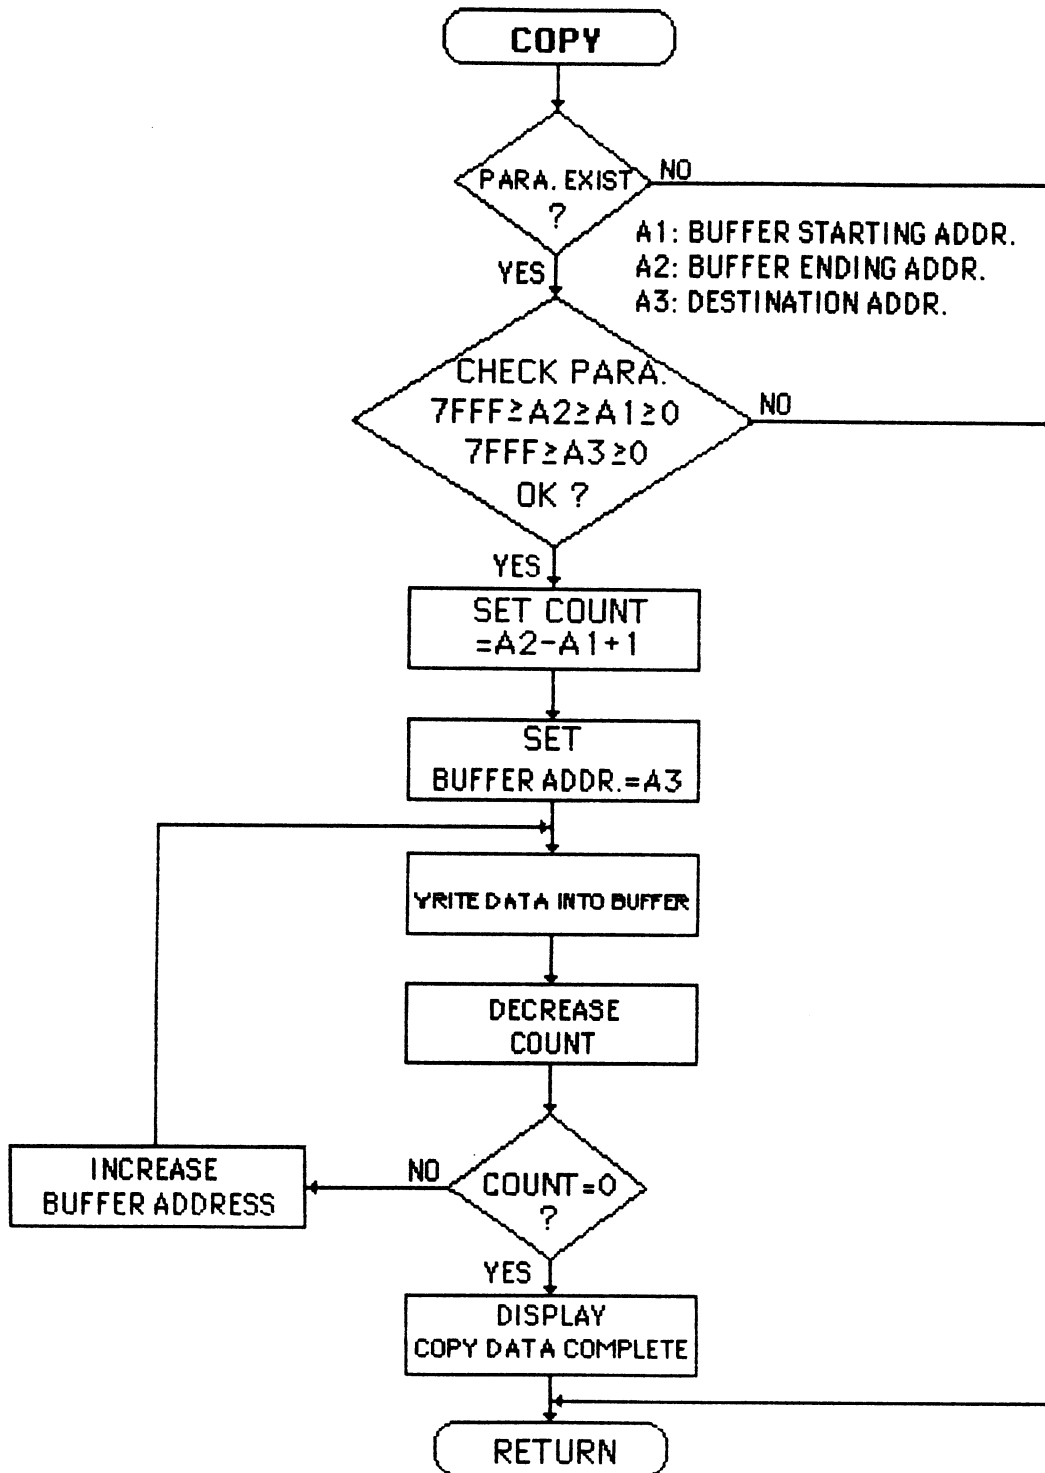 COPY
PARA. EXIST
?
NO
A1: BUFFER STARTING ADDR.
A2: BUFFER ENDING ADDR.
A3: DESTINATION ADDR.
YES
CHECK PARA.
7FFF≥A2≥A1≥0
7FFF≥A3≥0
OK ?
NO
YES
SET COUNT
=A2-A1+1
SET
BUFFER ADDR.=A3
WRITE DATA INTO BUFFER
DECREASE
COUNT
COUNT=0
?
NO
INCREASE
BUFFER ADDRESS
YES
DISPLAY
COPY DATA COMPLETE
RETURN